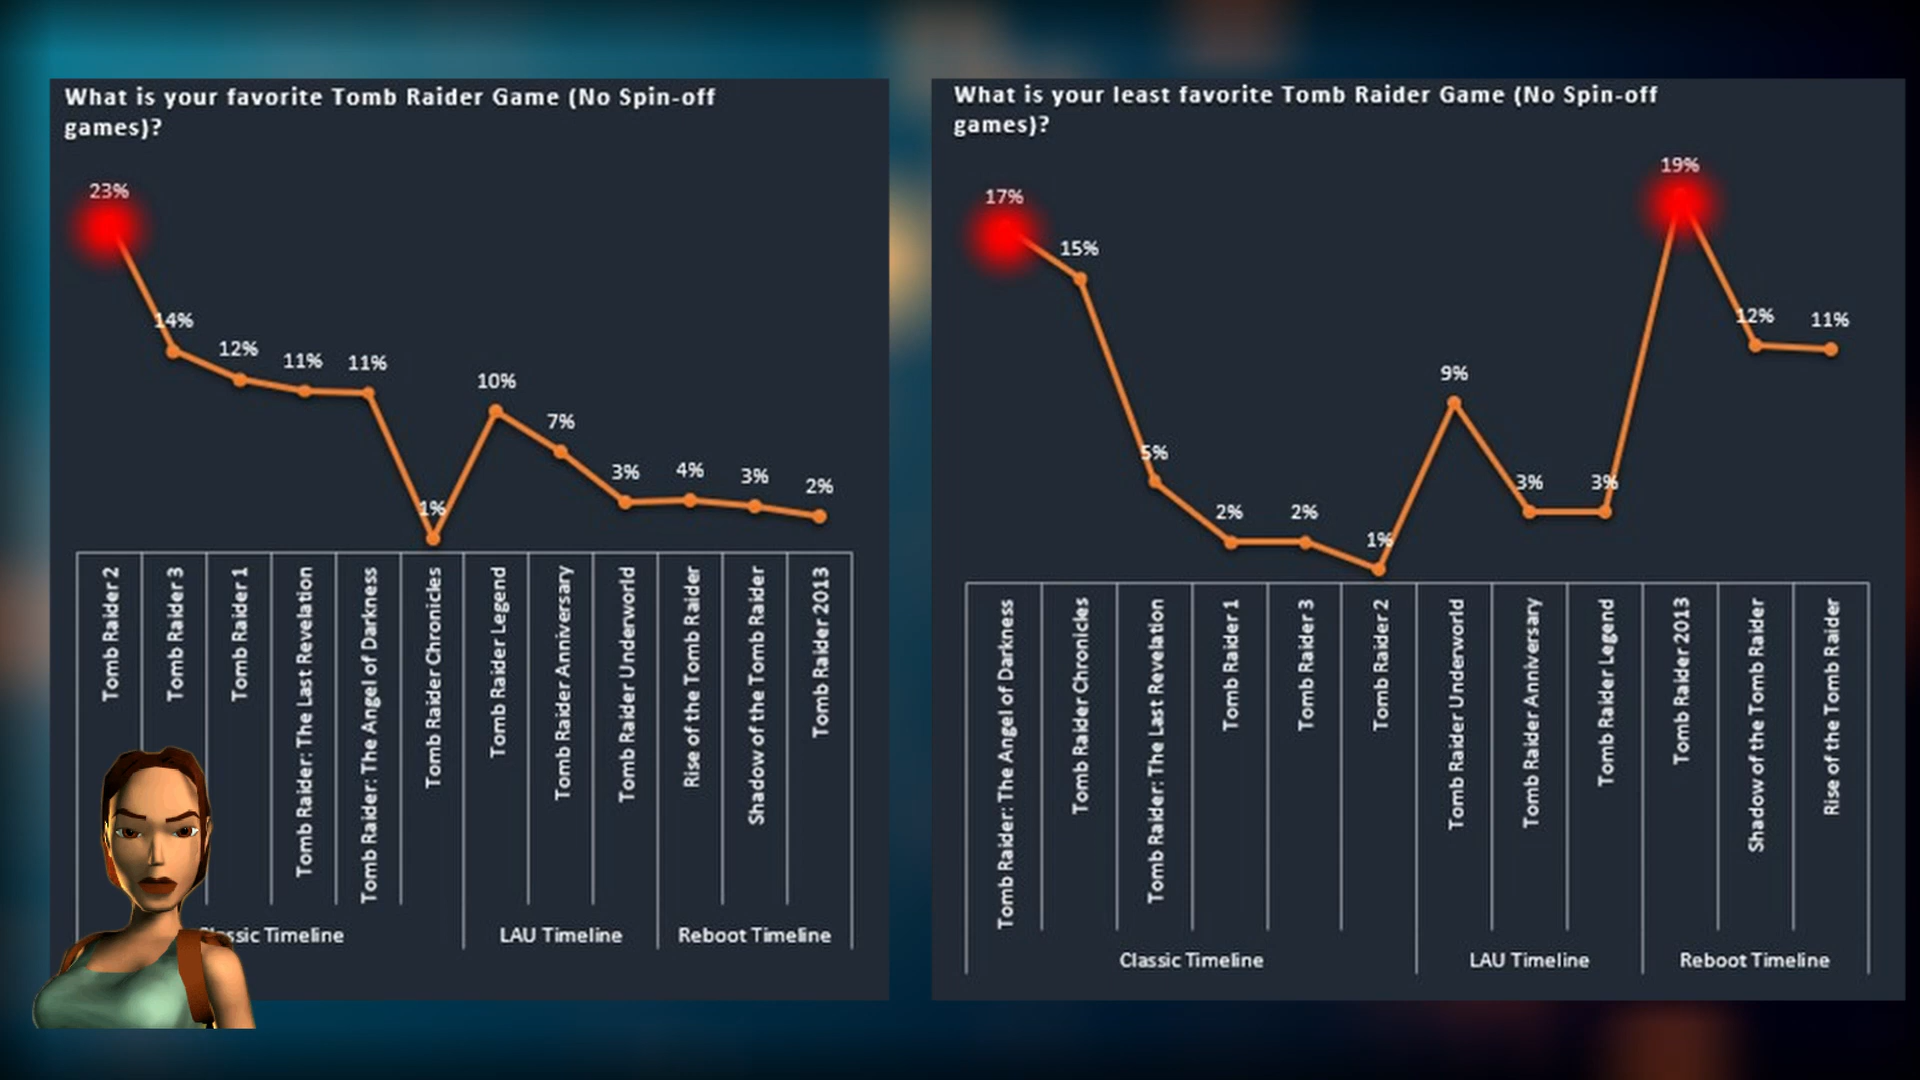 What is your favorite Tomb Raider Game (No Spin-off
games)?
23%
14%
12%
11%
11%
1%
10%
7%
3%
4%
3%
2%
Tomb Raider 2
Tomb Raider 3
Tomb Raider 1
Tomb Raider: The Last Revelation
Tomb Raider: The Angel of Darkness
Tomb Raider Chronicles
Tomb Raider Legend
Tomb Raider Anniversary
Tomb Raider Underworld
Rise of the Tomb Raider
Shadow of the Tomb Raider
Tomb Raider 2013
Classic Timeline
LAU Timeline
Reboot Timeline
What is your least favorite Tomb Raider Game (No Spin-off
games)?
17%
15%
5%
2%
2%
1%
9%
3%
3%
19%
12%
11%
Tomb Raider: The Angel of Darkness
Tomb Raider Chronicles
Tomb Raider: The Last Revelation
Tomb Raider 1
Tomb Raider 3
Tomb Raider 2
Tomb Raider Underworld
Tomb Raider Anniversary
Tomb Raider Legend
Tomb Raider 2013
Shadow of the Tomb Raider
Rise of the Tomb Raider
Classic Timeline
LAU Timeline
Reboot Timeline